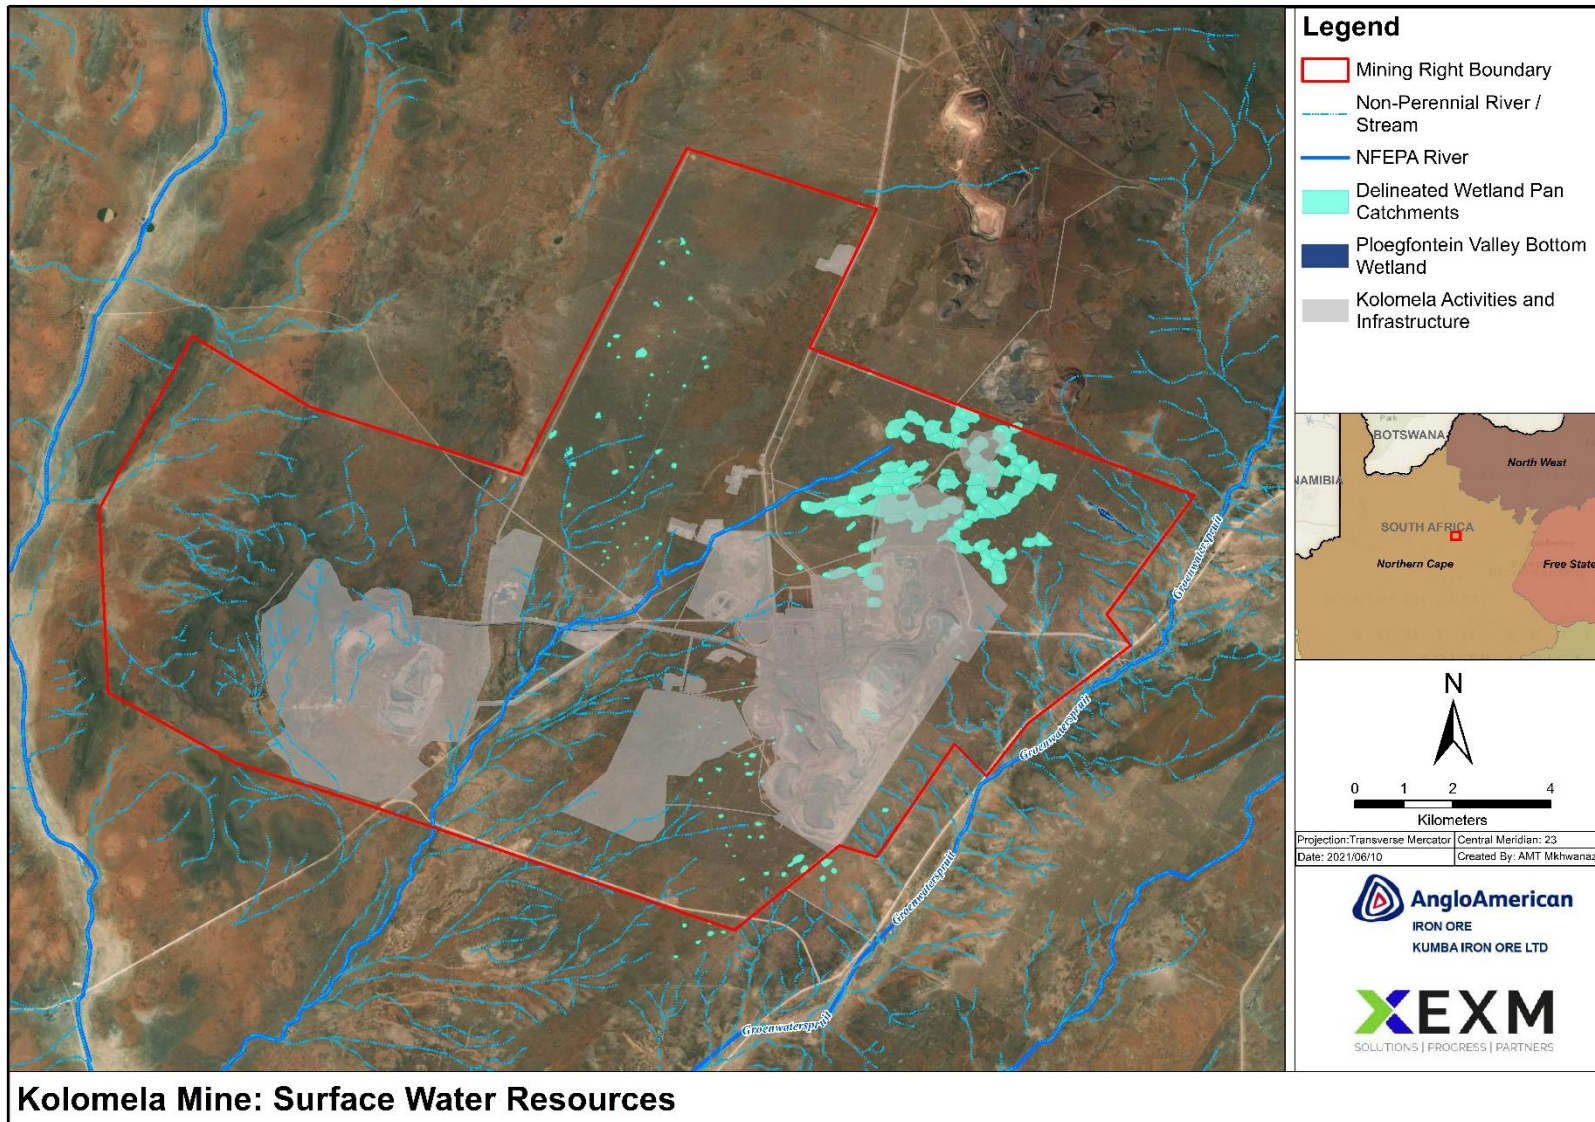 Legend
Mining Right Boundary
Non-Perennial River /
Stream
NFEPA River
Delineated Wetland Pan
Catchments
Ploegfontein Valley Bottom
Wetland
Kolomela Activities and
Infrastructure
Groenwaterspruit
Groenwaterspruit
Groenwaterspruit
Groenwaterspruit
BOTSWANA
NAMIBIA
North West
SOUTH AFRICA
Northern Cape
Free State
N
0 1 2 4
Kilometers
Projection:Transverse Mercator Central Meridian: 23
Date: 2021/06/10 Created By: AMT Mkhwanaz
AngloAmerican
IRON ORE
KUMBA IRON ORE LTD
EXM
SOLUTIONS | PROGRESS | PARTNERS
Kolomela Mine: Surface Water Resources